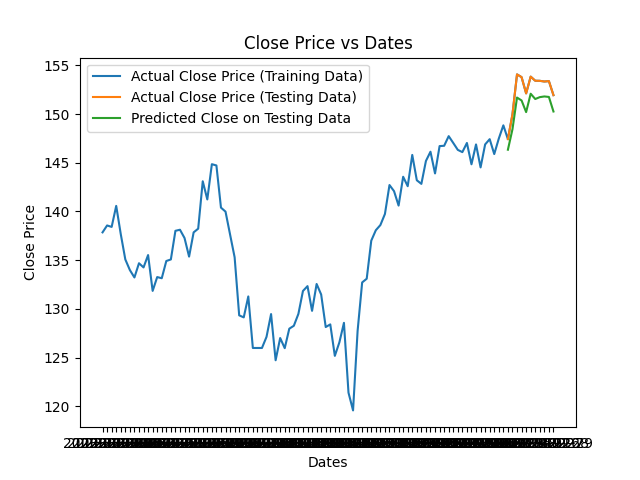 Close Price vs Dates
Actual Close Price (Training Data)
Actual Close Price (Testing Data)
Predicted Close on Testing Data
155
150
145
140
135
130
125
120
Close Price
Dates